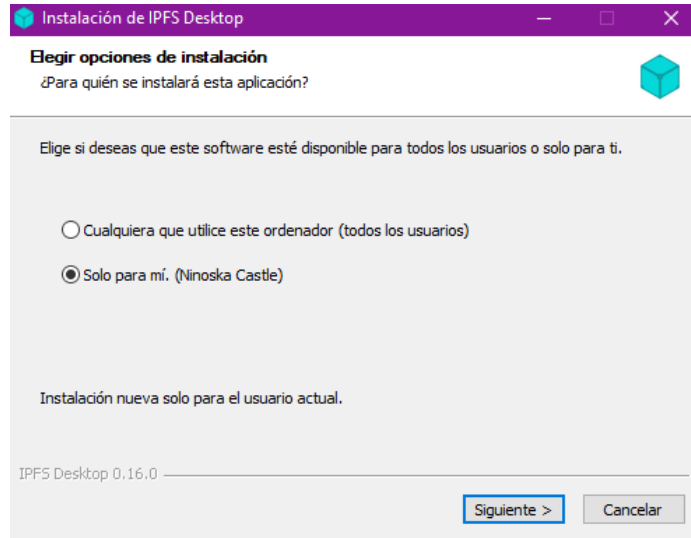 Instalación de IPFS Desktop
Elegir opciones de instalación
¿Para quién se instalará esta aplicación?
Elige si deseas que este software esté disponible para todos los usuarios o solo para ti.
Cualquiera que utilice este ordenador (todos los usuarios)
Solo para mí. (Ninoska Castle)
Instalación nueva solo para el usuario actual.
IPFS Desktop 0.16.0
Siguiente > Cancelar